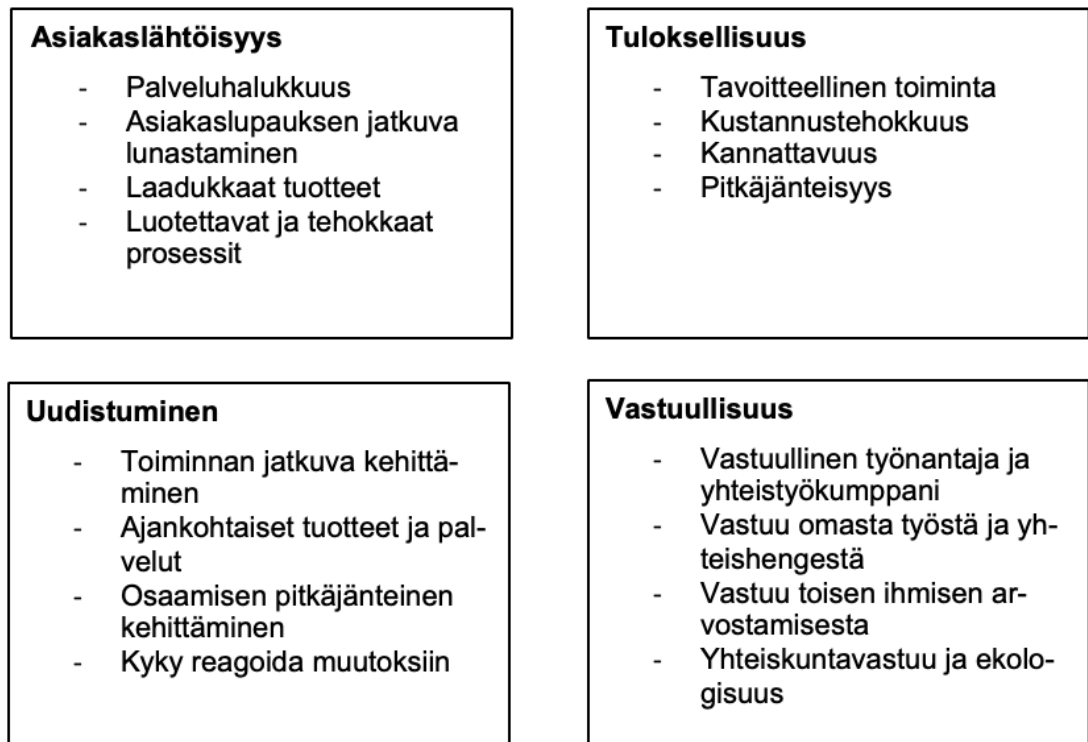 Asiakaslähtöisyys
- Palveluhalukkuus
- Asiakaslupauksen jatkuva
lunastaminen
- Laadukkaat tuotteet
- Luotettavat ja tehokkaat
prosessit
Tuloksellisuus
- Tavoitteellinen toiminta
- Kustannustehokkuus
- Kannattavuus
- Pitkäjänteisyys
Uudistuminen
- Toiminnan jatkuva kehittä-
minen
- Ajankohtaiset tuotteet ja pal-
velut
- Osaamisen pitkäjänteinen
kehittäminen
- Kyky reagoida muutoksiin
Vastuullisuus
- Vastuullinen työnantaja ja
yhteistyökumppani
- Vastuu omasta työstä ja yh-
teishengestä
- Vastuu toisen ihmisen ar-
vostamisesta
- Yhteiskuntavastuu ja ekolo-
gisuus